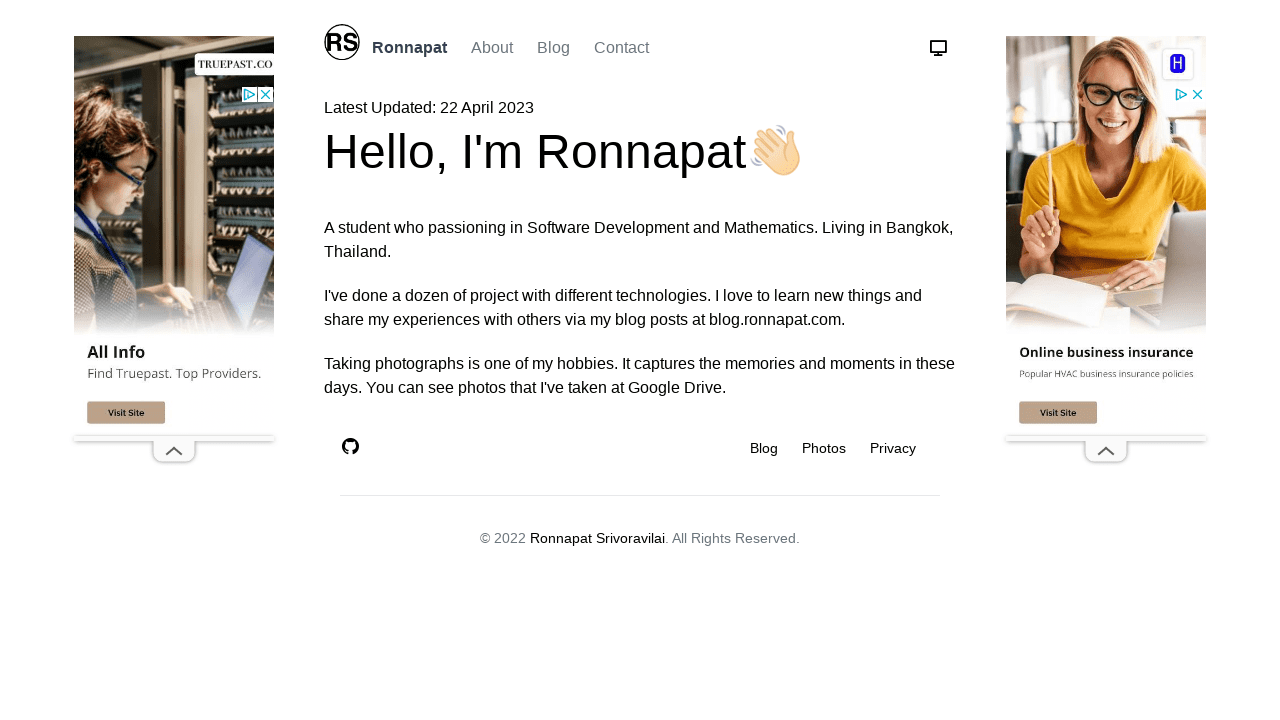 RS
Ronnapat About Blog Contact
Latest Updated: 22 April 2023
Hello, I'm Ronnapat
A student who passioning in Software Development and Mathematics. Living in Bangkok,
Thailand.
I've done a dozen of project with different technologies. I love to learn new things and
share my experiences with others via my blog posts at blog.ronnapat.com.
Taking photographs is one of my hobbies. It captures the memories and moments in these
days. You can see photos that I've taken at Google Drive.
Blog Photos Privacy
© 2022 Ronnapat Srivoravilai. All Rights Reserved.
TRUEPAST.CO
All Info
Find Truepast. Top Providers.
Visit Site
H
Online business insurance
Popular HVAC business insurance policies
Visit Site